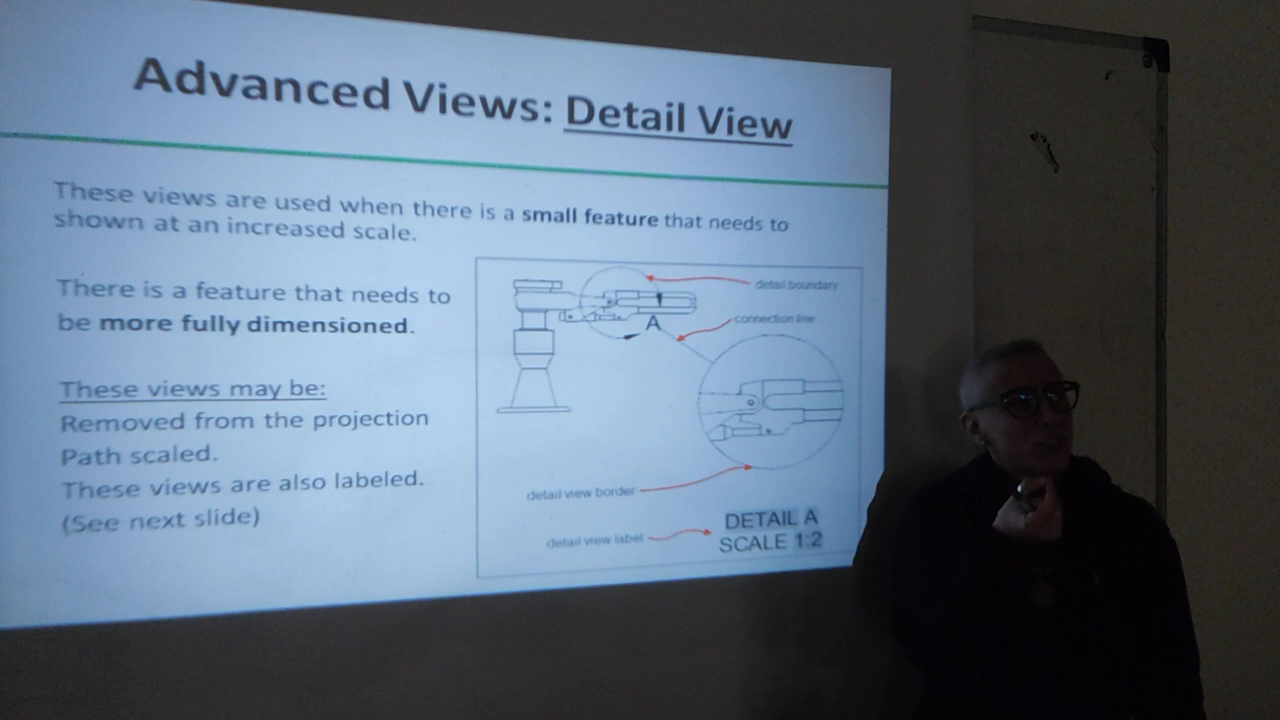 Advanced Views: Detail View
These views are used when there is a small feature that needs to
shown at an increased scale.
There is a feature that needs to
be more fully dimensioned.
These views may be:
Removed from the projection
Path scaled.
These views are also labeled.
(See next slide)
detail boundary
A
connection line
detail view border
detail view label
DETAIL A
SCALE 1:2